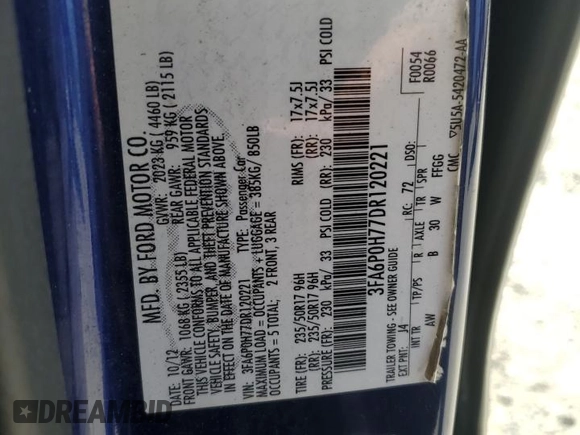 MFD. BY FORD MOTOR CO.
DATE: 10/12 GVWR: 2023 KG ( 4460 LB)
FRONT GAWR: 1068 KG ( 2355 LB) REAR GAWR: 959 KG ( 2115 LB)
THIS VEHICLE CONFORMS TO ALL APPLICABLE FEDERAL MOTOR
VEHICLE SAFETY, BUMPER, AND THEFT PREVENTION STANDARDS
IN EFFECT ON THE DATE OF MANUFACTURE SHOWN ABOVE.
VIN: 3FA6P0H77DR120221 TYPE: Passenger Car
MAXIMUM LOAD= OCCUPANTS + LUGGAGE = 385KG/ 850LB
OCCUPANTS = 5 TOTAL; 2 FRONT, 3 REAR
TIRE (FR): 235/50R17 96H RIMS (FR): 17x7.5J
(RR): 235/50R17 96H (RR): 17x7.5J
PRESSURE (FR): 230 kPa/ 33 PSI COLD (RR): 230 kPa/ 33 PSI COLD
3FA6P0H77DR120221
TRAILER TOWING - SEE OWNER GUIDE
F0054
R0066
EXT PNT: J4 RC: 72 DSO:
INT TR TP/PS R AXLE TR SPR
AW B 30 W FFGG
CMC ▽5U5A-5420472-AA
FREEBIDCAR.ORG